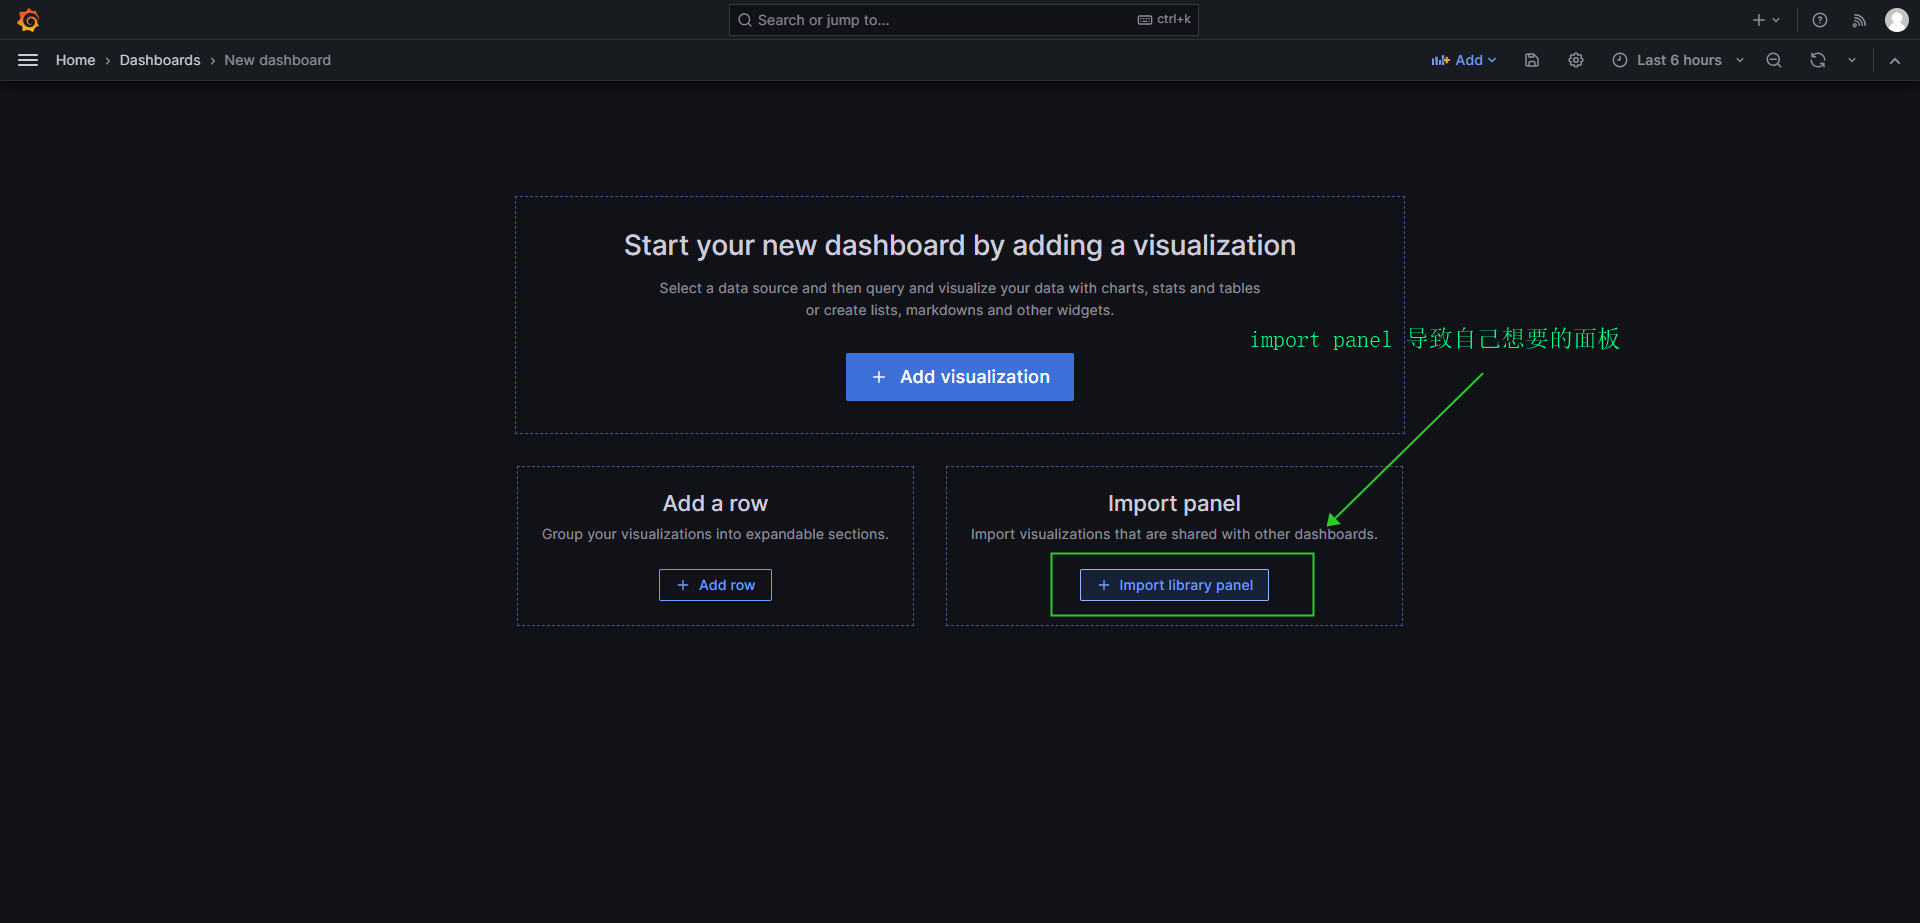 Search or jump to...
ctrl+k
Home › Dashboards › New dashboard
Add
Last 6 hours
Start your new dashboard by adding a visualization
Select a data source and then query and visualize your data with charts, stats and tables
or create lists, markdowns and other widgets.
import panel 导致自己想要的面板
+ Add visualization
Add a row
Group your visualizations into expandable sections.
+ Add row
Import panel
Import visualizations that are shared with other dashboards.
+ Import library panel